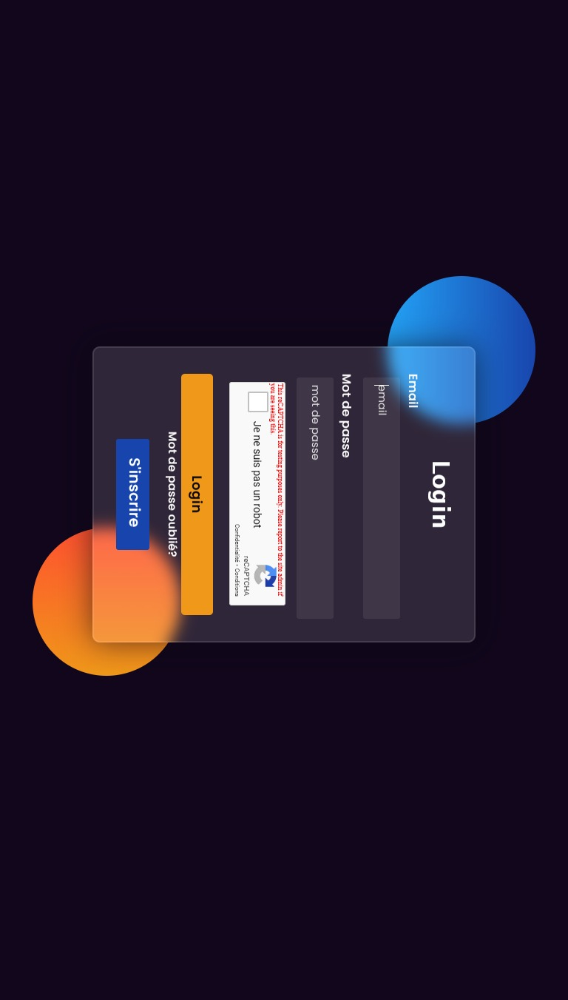 Login
Email
email
Mot de passe
mot de passe
This reCAPTCHA is for testing purposes only. Please report to the site admin if
you are seeing this.
Je ne suis pas un robot
reCAPTCHA
Confidentialité - Conditions
Login
Mot de passe oublié?
S'inscrire